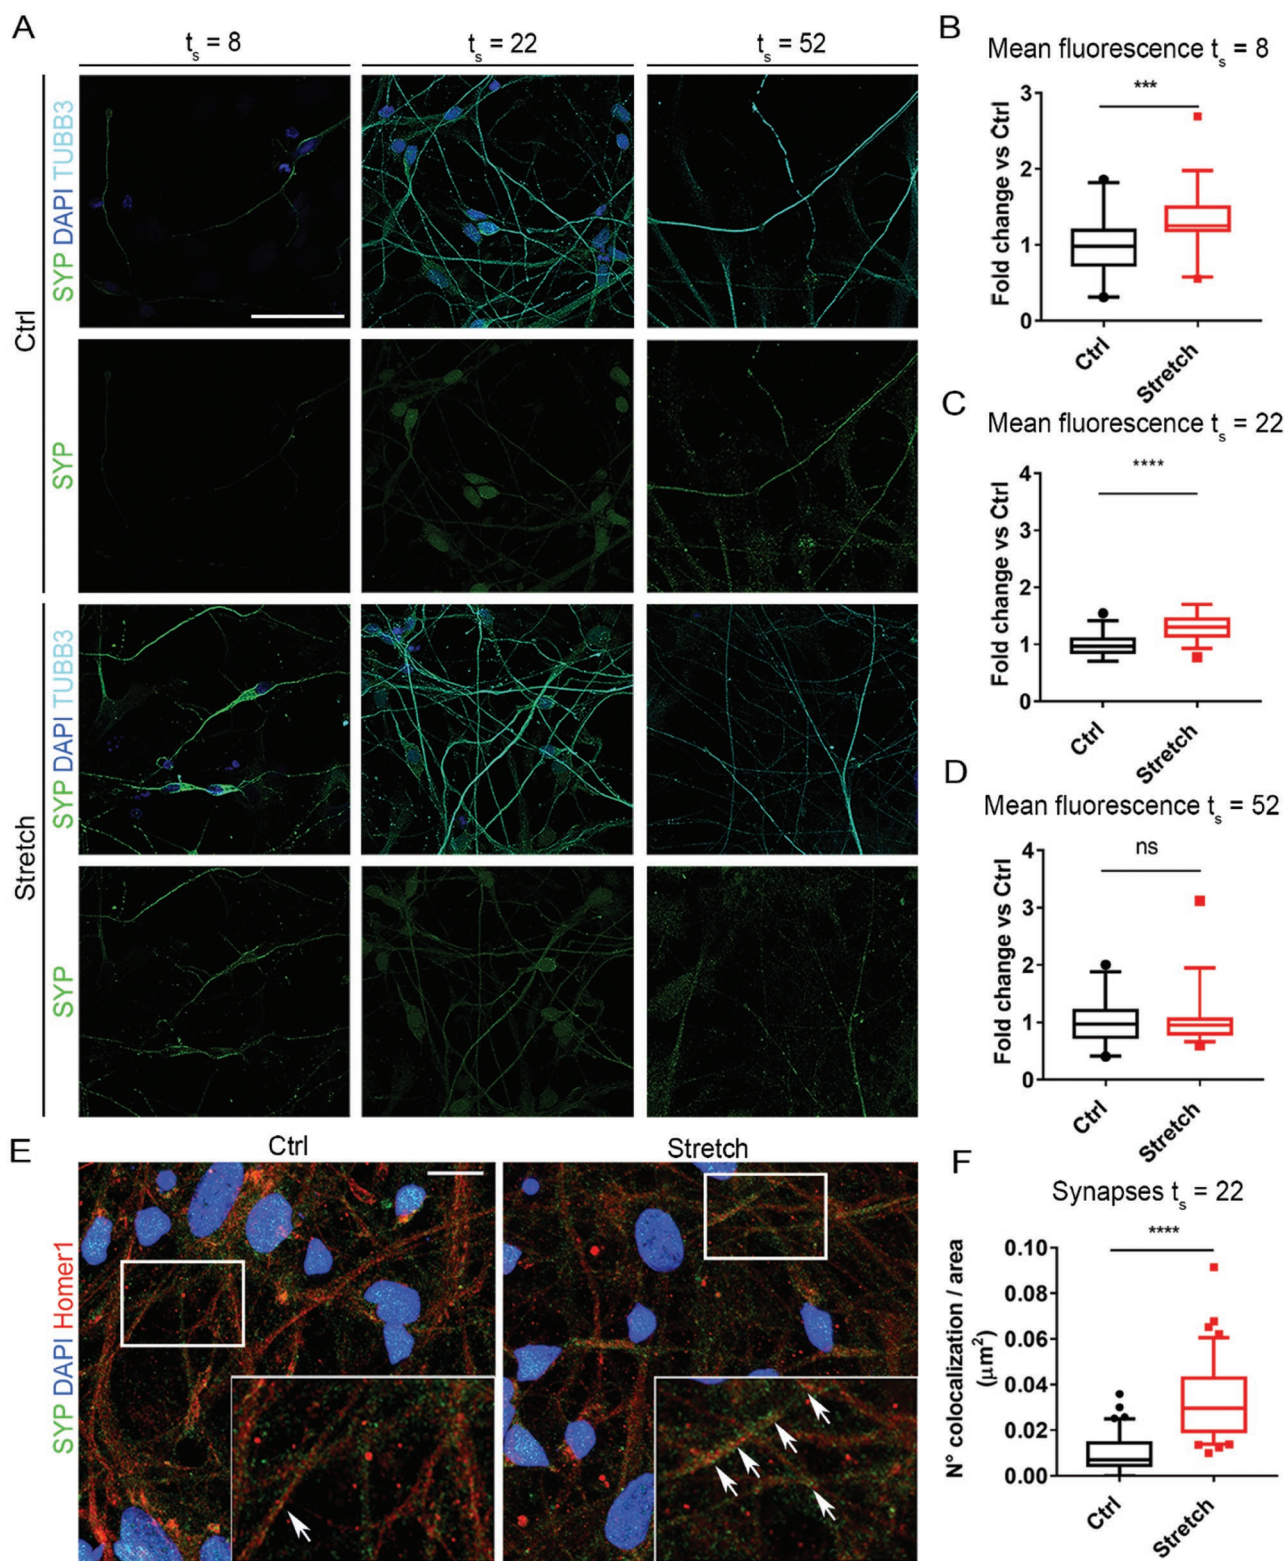 A
t_s = 8
t_s = 22
t_s = 52
Ctrl
SYP DAPI TUBB3
SYP
Stretch
SYP DAPI TUBB3
SYP
B
Mean fluorescence t_s = 8
***
Fold change vs Ctrl
3
2
1
0
Ctrl
Stretch
C
Mean fluorescence t_s = 22
****
Fold change vs Ctrl
4
3
2
1
0
Ctrl
Stretch
D
Mean fluorescence t_s = 52
ns
Fold change vs Ctrl
4
3
2
1
0
Ctrl
Stretch
E
Ctrl
Stretch
SYP DAPI Homer1
F
Synapses t_s = 22
****
N° colocalization / area
(μm²)
0.10
0.08
0.06
0.04
0.02
0.00
Ctrl
Stretch